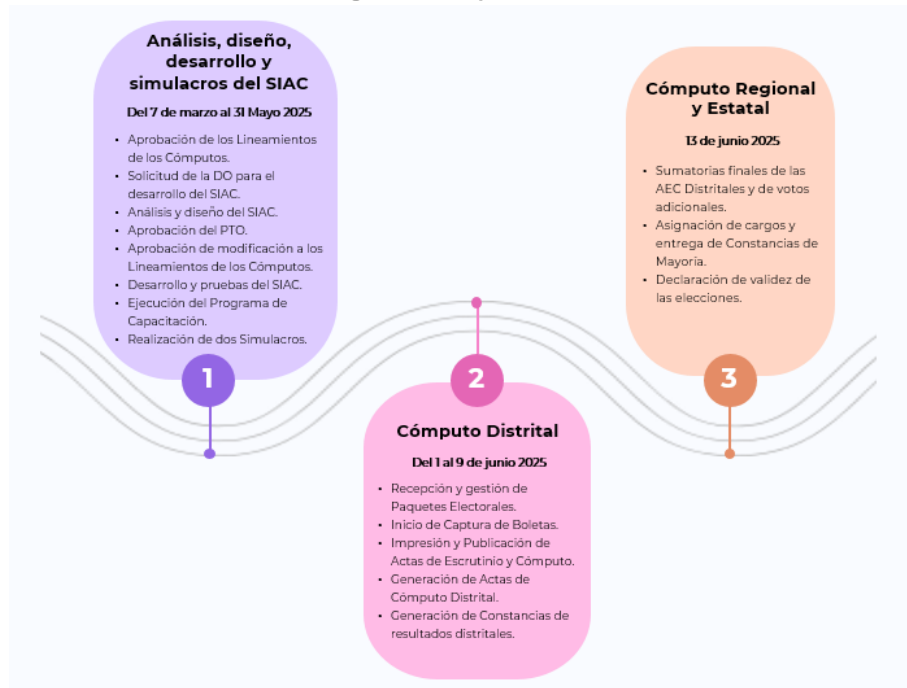 Análisis, diseño,
desarrollo y
simulacros del SIAC
Del 7 de marzo al 31 Mayo 2025
• Aprobación de los Lineamientos
de los Cómputos.
• Solicitud de la DO para el
desarrollo del SIAC.
• Análisis y diseño del SIAC.
• Aprobación del PTO.
• Aprobación de modificación a los
Lineamientos de los Cómputos.
• Desarrollo y pruebas del SIAC.
• Ejecución del Programa de
Capacitación.
• Realización de dos Simulacros.
1
2
Cómputo Distrital
Del 1 al 9 de junio 2025
• Recepción y gestión de
Paquetes Electorales.
• Inicio de Captura de Boletas.
• Impresión y Publicación de
Actas de Escrutinio y Cómputo.
• Generación de Actas de
Cómputo Distrital.
• Generación de Constancias de
resultados distritales.
Cómputo Regional
y Estatal
13 de junio 2025
• Sumatorias finales de las
AEC Distritales y de votos
adicionales.
• Asignación de cargos y
entrega de Constancias de
Mayoría.
• Declaración de validez de
las elecciones.
3